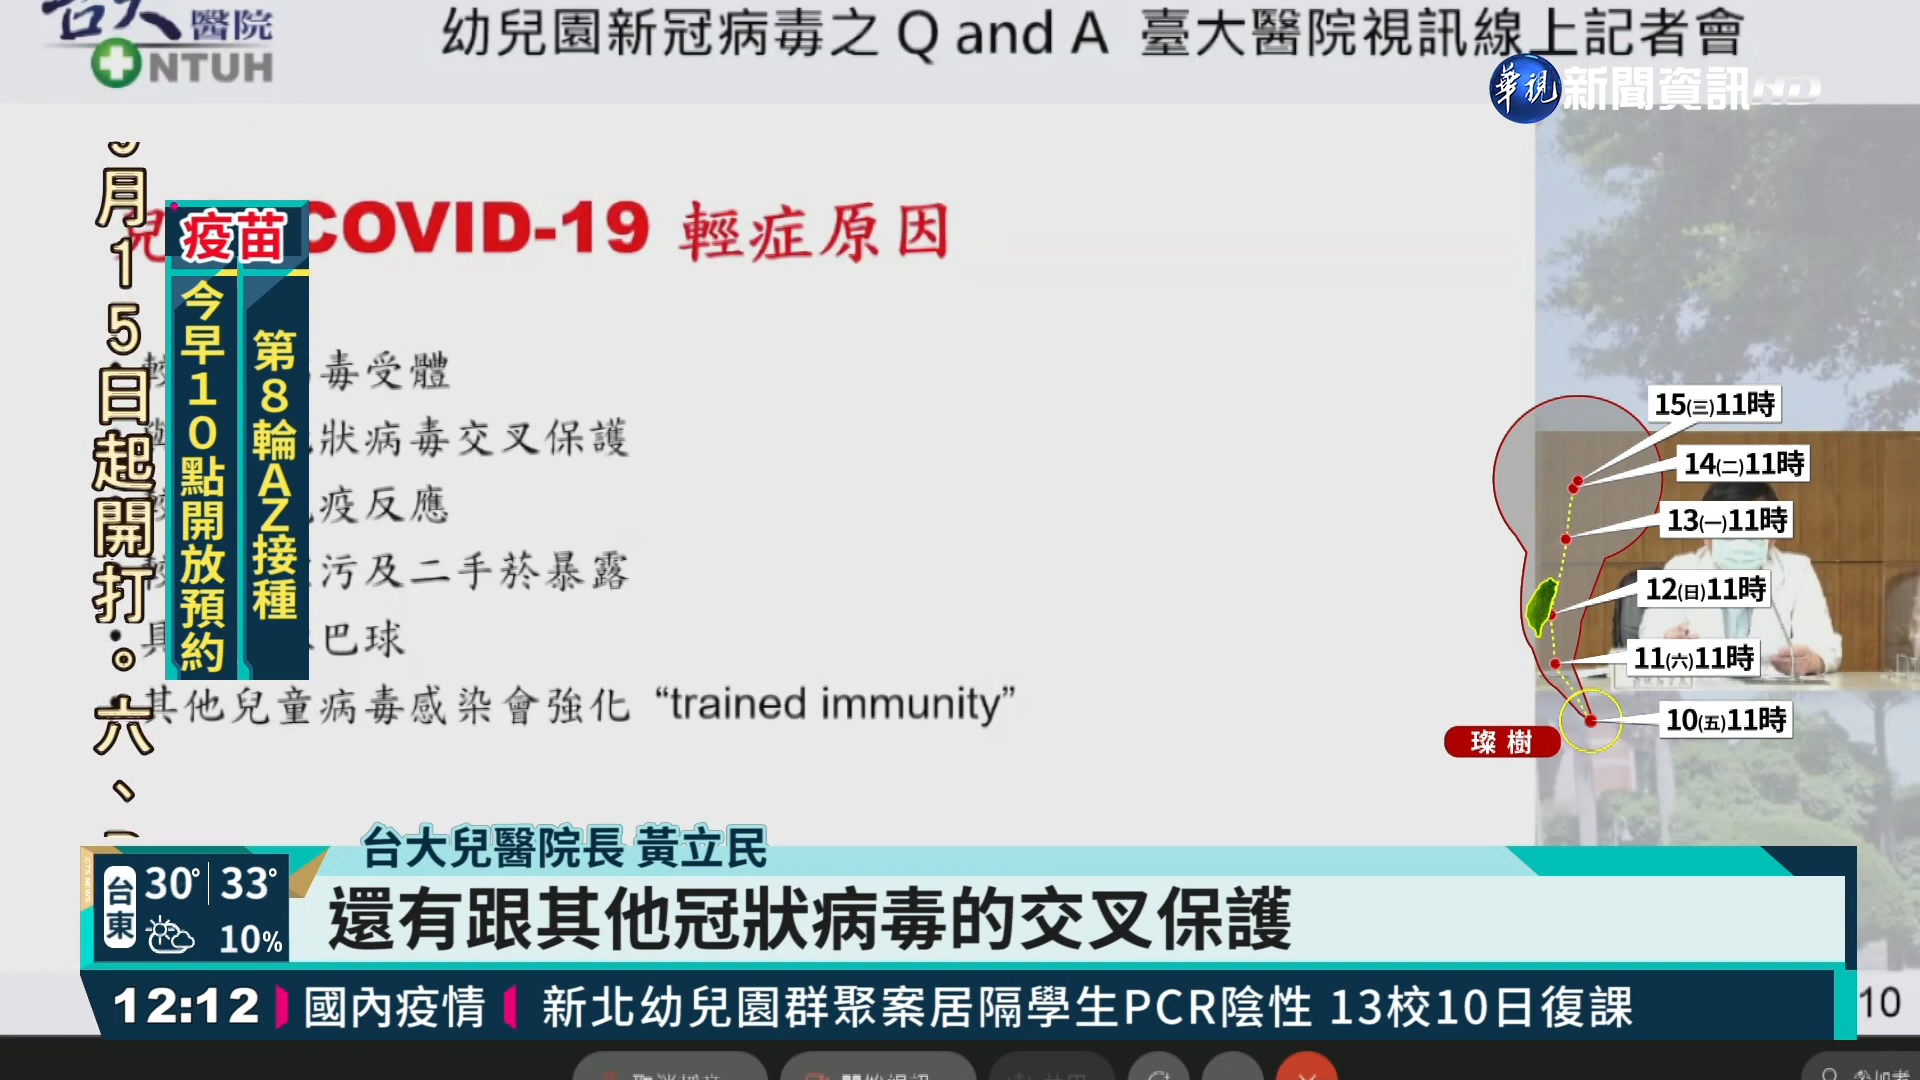 台大醫院
NTUH
幼兒園新冠病毒之 Q and A 臺大醫院視訊線上記者會
華視 新聞資訊 HD
月15日起開打。六、
疫苗
第8輪AZ接種
今早10點開放預約
COVID-19 輕症原因
毒受體
狀病毒交叉保護
疫反應
污及二手菸暴露
巴球
其他兒童病毒感染會強化 “trained immunity”
15(三)11時
14(二)11時
13(一)11時
12(日)11時
11(六)11時
10(五)11時
璨樹
台大兒醫院長 黃立民
還有跟其他冠狀病毒的交叉保護
CTS NEWS
台東
30° 33°
10%
12:12 國內疫情 新北幼兒園群聚案居隔學生PCR陰性 13校10日復課
10